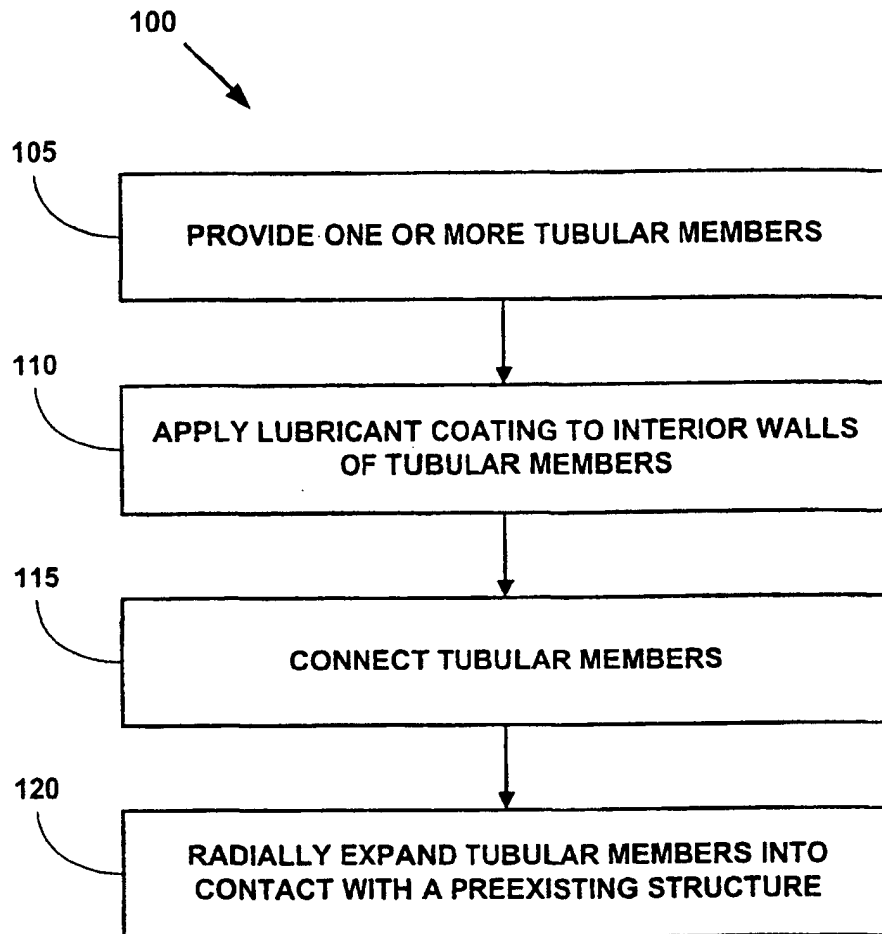 100
105
PROVIDE ONE OR MORE TUBULAR MEMBERS
110
APPLY LUBRICANT COATING TO INTERIOR WALLS
OF TUBULAR MEMBERS
115
CONNECT TUBULAR MEMBERS
120
RADIALLY EXPAND TUBULAR MEMBERS INTO
CONTACT WITH A PREEXISTING STRUCTURE